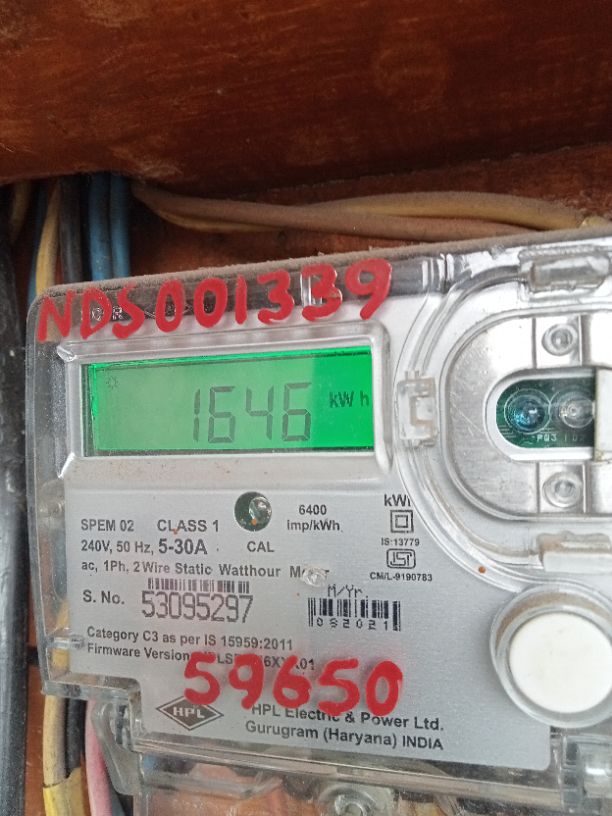 NDS001339
1646 kWh
SPEM 02 CLASS 1 6400 imp/kWh kWh
240V, 50 Hz, 5-30A CAL IS:13779
ac, 1Ph. 2 Wire Static Watthour CM/L-9190783
S. No. 53095297 M/Yr.
082021
Category C3 as per IS 15959:2011
Firmware Version
59650
HPL HPL Electric & Power Ltd.
Gurugram (Haryana) INDIA